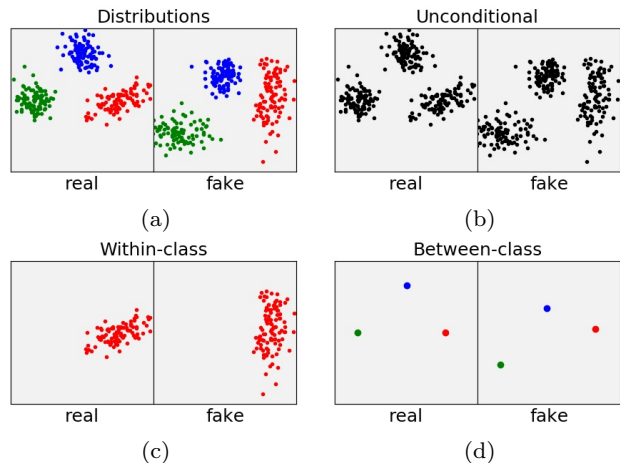 Distributions
Unconditional
real
fake
real
fake
(a)
(b)
Within-class
Between-class
real
fake
real
fake
(c)
(d)